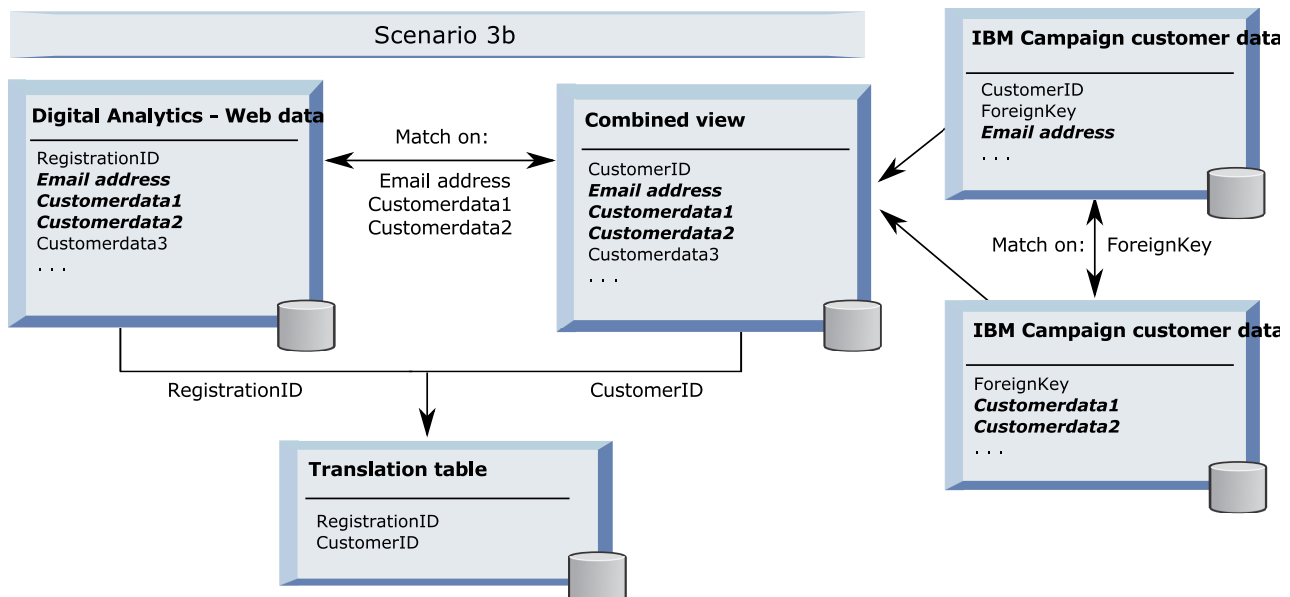 Scenario 3b
Digital Analytics - Web data
RegistrationID
Email address
Customerdata1
Customerdata2
Customerdata3
. . .
Match on:
Email address
Customerdata1
Customerdata2
Combined view
CustomerID
Email address
Customerdata1
Customerdata2
Customerdata3
. . .
IBM Campaign customer data
CustomerID
ForeignKey
Email address
. . .
Match on: ForeignKey
IBM Campaign customer data
ForeignKey
Customerdata1
Customerdata2
. . .
RegistrationID
CustomerID
Translation table
RegistrationID
CustomerID